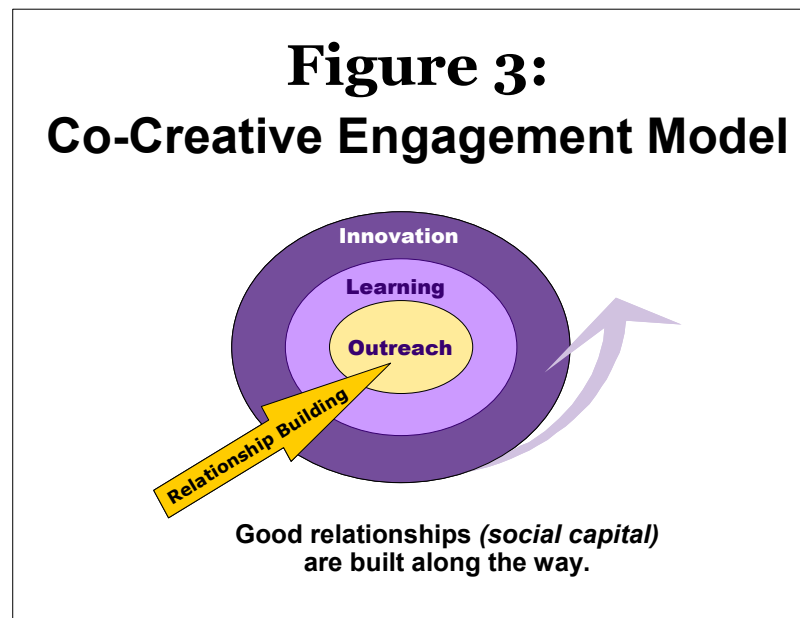 Figure 3:
Co-Creative Engagement Model
Innovation
Learning
Outreach
Relationship Building
Good relationships (social capital)
are built along the way.